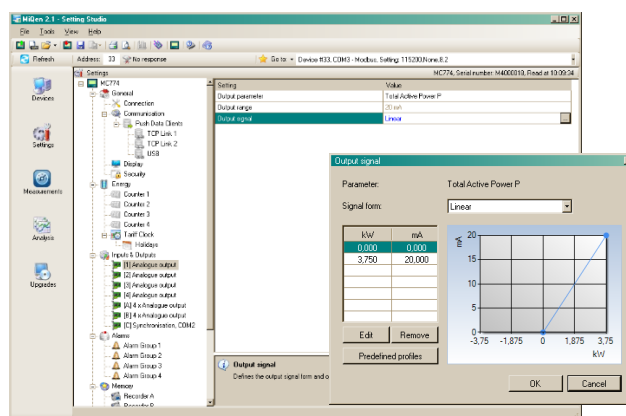 MiQen 2.1 - Setting Studio
File Tools View Help
Refresh Address: 33 No response Go to: Device #33, COM3 - Modbus. Setting: 115200,None,8,2
Settings MC774, Serial number: M4000018, Read at 10:09:34
Devices
Settings
Measurements
Analysis
Upgrades
MC774
General
Connection
Communication
Push Data Clients
TCP Link 1
TCP Link 2
USB
Display
Security
Energy
Counter 1
Counter 2
Counter 3
Counter 4
Tariff Clock
Holidays
Inputs & Outputs
[1] Analogue output
[2] Analogue output
[3] Analogue output
[4] Analogue output
[A] 4 x Analogue output
[B] 4 x Analogue output
[C] Synchronisation, COM2
Alarms
Alarm Group 1
Alarm Group 2
Alarm Group 3
Alarm Group 4
Memory
Recorder A
Recorder B
Setting Value
Output parameter Total Active Power P
Output range 20 mA
Output signal Linear
Output signal
Defines the output signal form and o
Output signal
Parameter: Total Active Power P
Signal form: Linear
kW mA
0,000 0,000
3,750 20,000
Edit Remove
Predefined profiles
mA
20
15
10
5
0
-3,75 -1,875 0 1,875 3,75
kW
OK Cancel